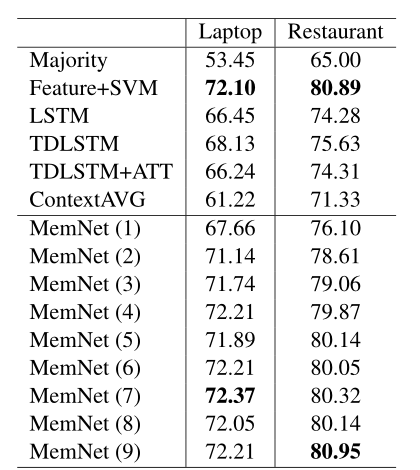 Laptop Restaurant
Majority 53.45 65.00
Feature+SVM 72.10 80.89
LSTM 66.45 74.28
TDLSTM 68.13 75.63
TDLSTM+ATT 66.24 74.31
ContextAVG 61.22 71.33
MemNet (1) 67.66 76.10
MemNet (2) 71.14 78.61
MemNet (3) 71.74 79.06
MemNet (4) 72.21 79.87
MemNet (5) 71.89 80.14
MemNet (6) 72.21 80.05
MemNet (7) 72.37 80.32
MemNet (8) 72.05 80.14
MemNet (9) 72.21 80.95